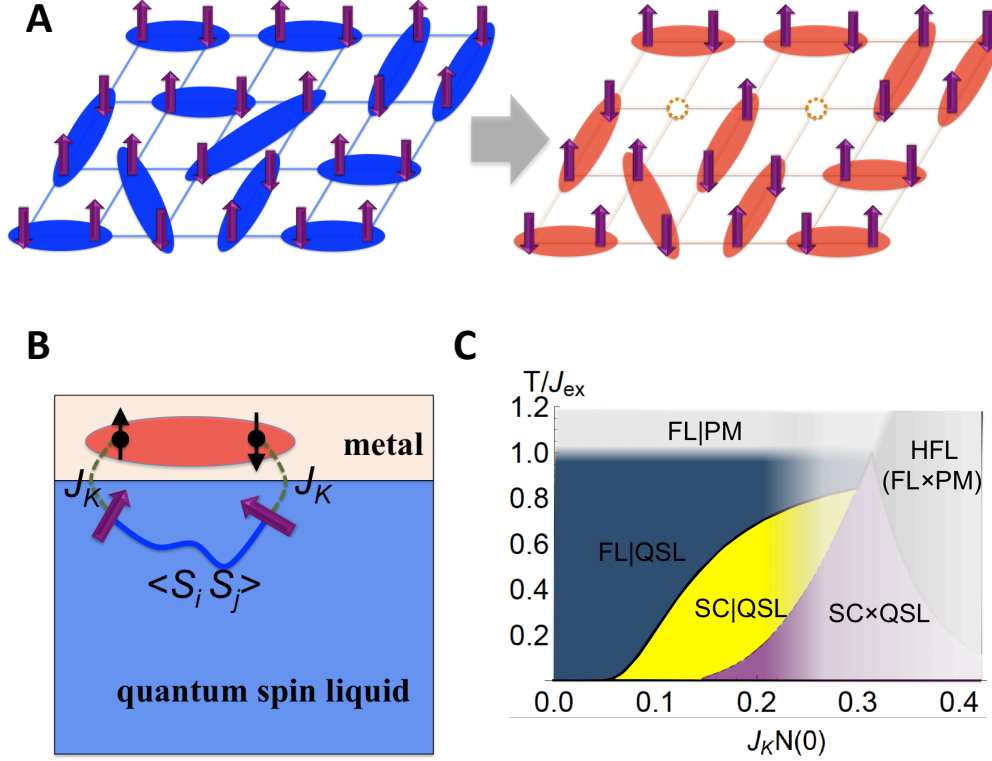 A
B
metal
J_K
J_K
<S_i S_j>
quantum spin liquid
C
T/J_ex
1.2
1.0
0.8
0.6
0.4
0.2
FL|PM
HFL
(FL×PM)
FL|QSL
SC|QSL
SC×QSL
0.0 0.1 0.2 0.3 0.4
J_KN(0)